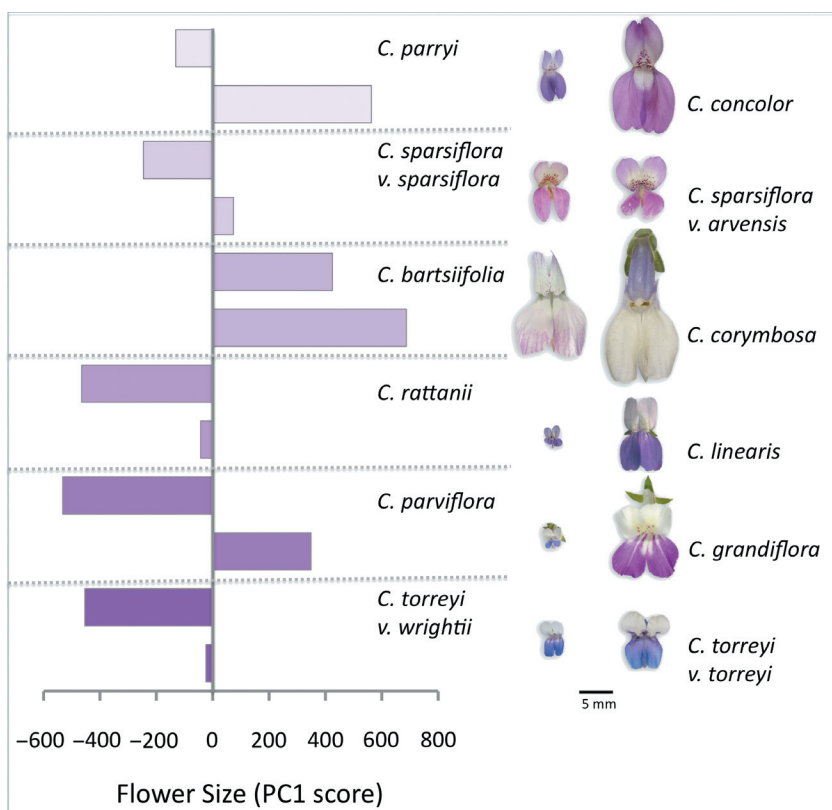 C. parryi
C. concolor
C. sparsiflora
v. sparsiflora
C. sparsiflora
v. arvensis
C. bartsiifolia
C. corymbosa
C. rattanii
C. linearis
C. parviflora
C. grandiflora
C. torreyi
v. wrightii
C. torreyi
v. torreyi
5 mm
−600 −400 −200 0 200 400 600 800
Flower Size (PC1 score)